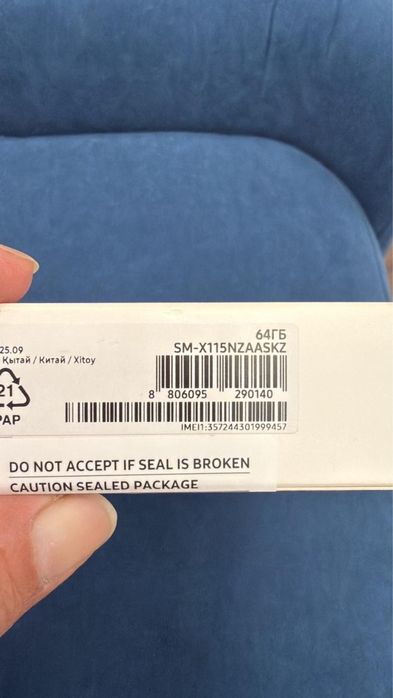 64ГБ
SM-X115NZAASKZ
25.09
Қытай / Китай / Xitoy
8 806095 290140
21
PAP
IMEI1:357244301999457
DO NOT ACCEPT IF SEAL IS BROKEN
CAUTION SEALED PACKAGE